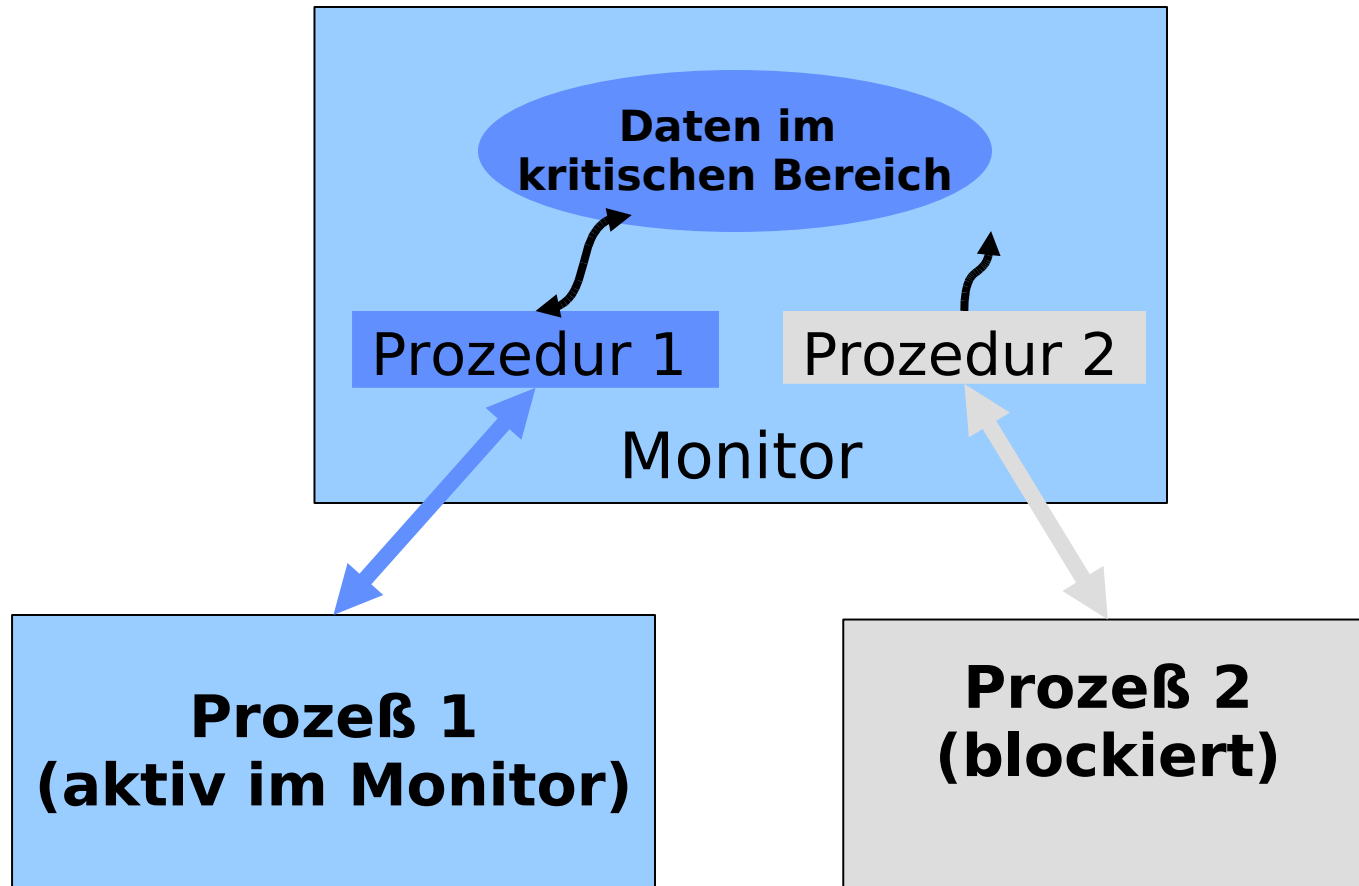 Daten im
kritischen Bereich
Prozedur 1
Prozedur 2
Monitor
Prozeß 1
(aktiv im Monitor)
Prozeß 2
(blockiert)